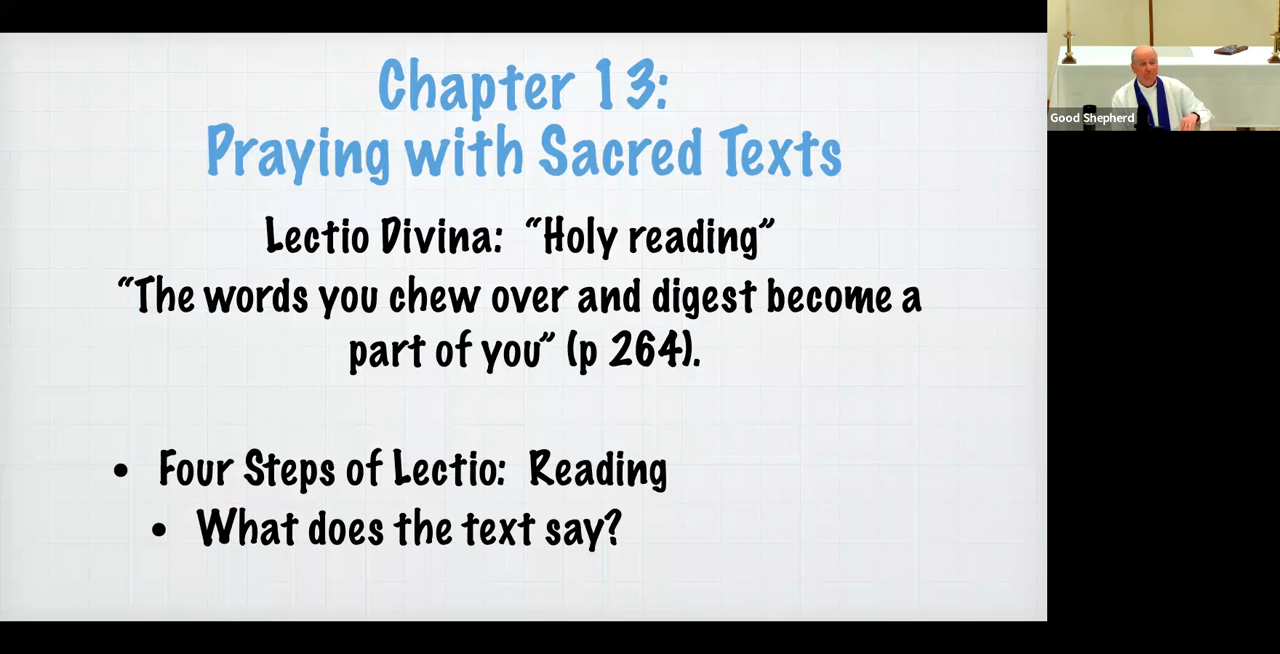 Chapter 13:
Praying with Sacred Texts
Lectio Divina:  “Holy reading”
“The words you chew over and digest become a
part of you” (p 264).
• Four Steps of Lectio:  Reading
• What does the text say?
Good Shepherd